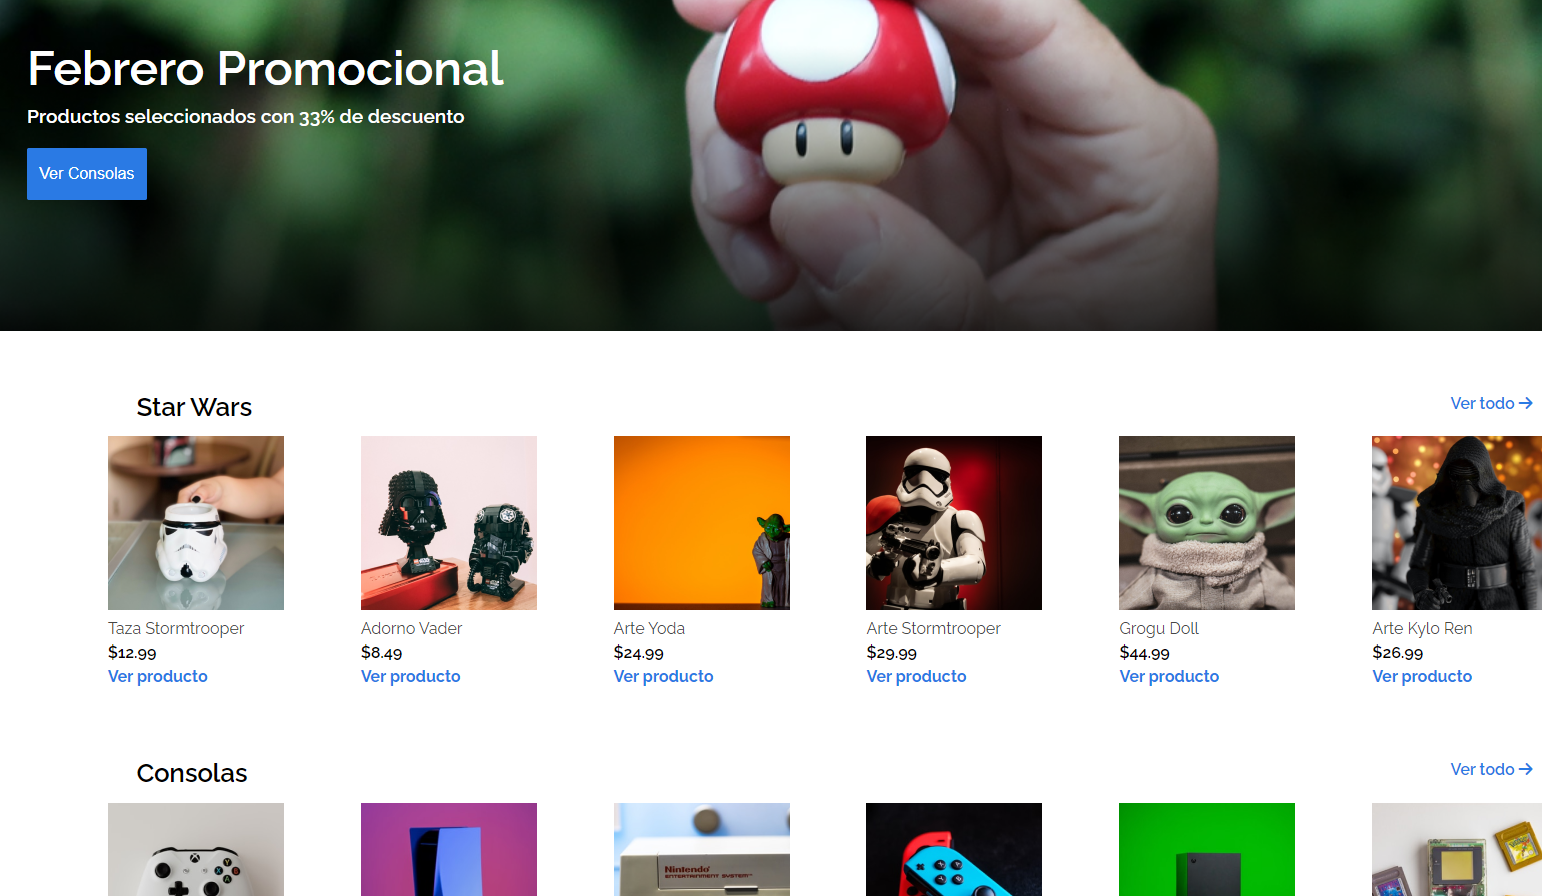 Febrero Promocional
Productos seleccionados con 33% de descuento
Ver Consolas
Star Wars
Ver todo →
Taza Stormtrooper
$12.99
Ver producto
Adorno Vader
$8.49
Ver producto
Arte Yoda
$24.99
Ver producto
Arte Stormtrooper
$29.99
Ver producto
Grogu Doll
$44.99
Ver producto
Arte Kylo Ren
$26.99
Ver producto
Consolas
Ver todo →
Nintendo
ENTERTAINMENT SYSTEM™